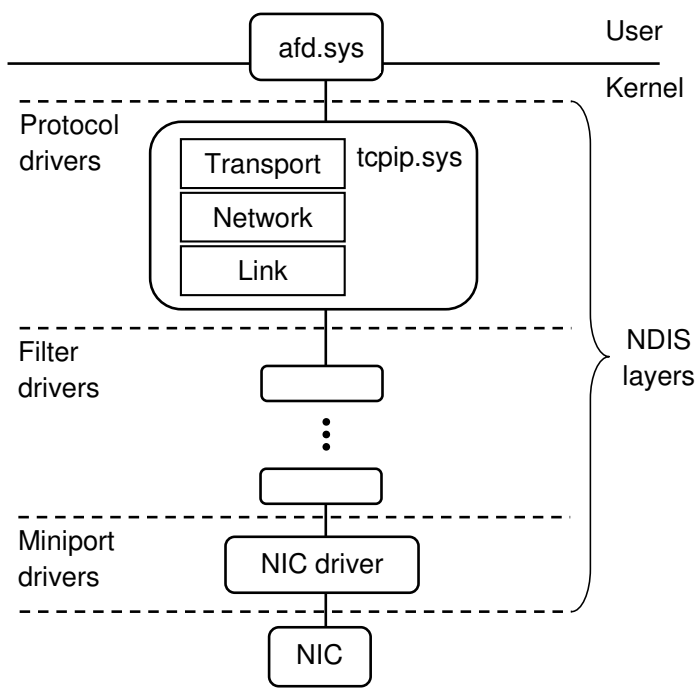 afd.sys
User
Kernel
Protocol
drivers
tcpip.sys
Transport
Network
Link
Filter
drivers
NDIS
layers
Miniport
drivers
NIC driver
NIC